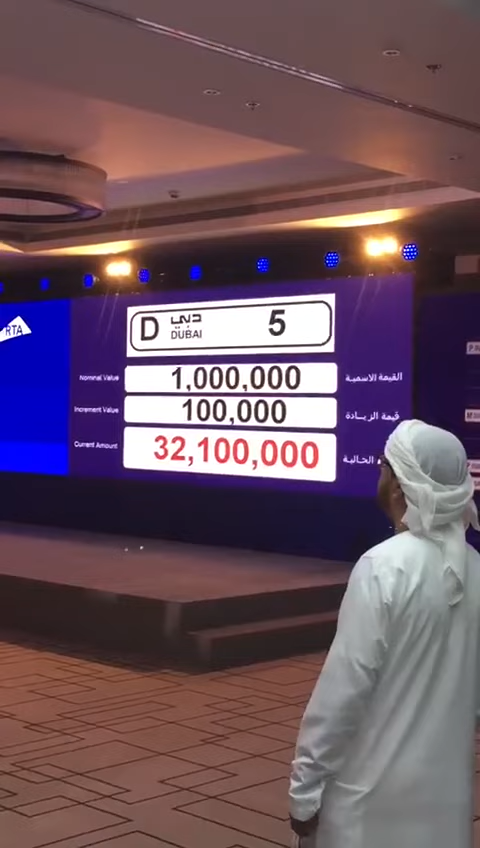 RTA
D دبي DUBAI 5
Nominal Value 1,000,000 القيمة الاسمية
Increment Value 100,000 قيمة الزيادة
Current Amount 32,100,000 الحالية